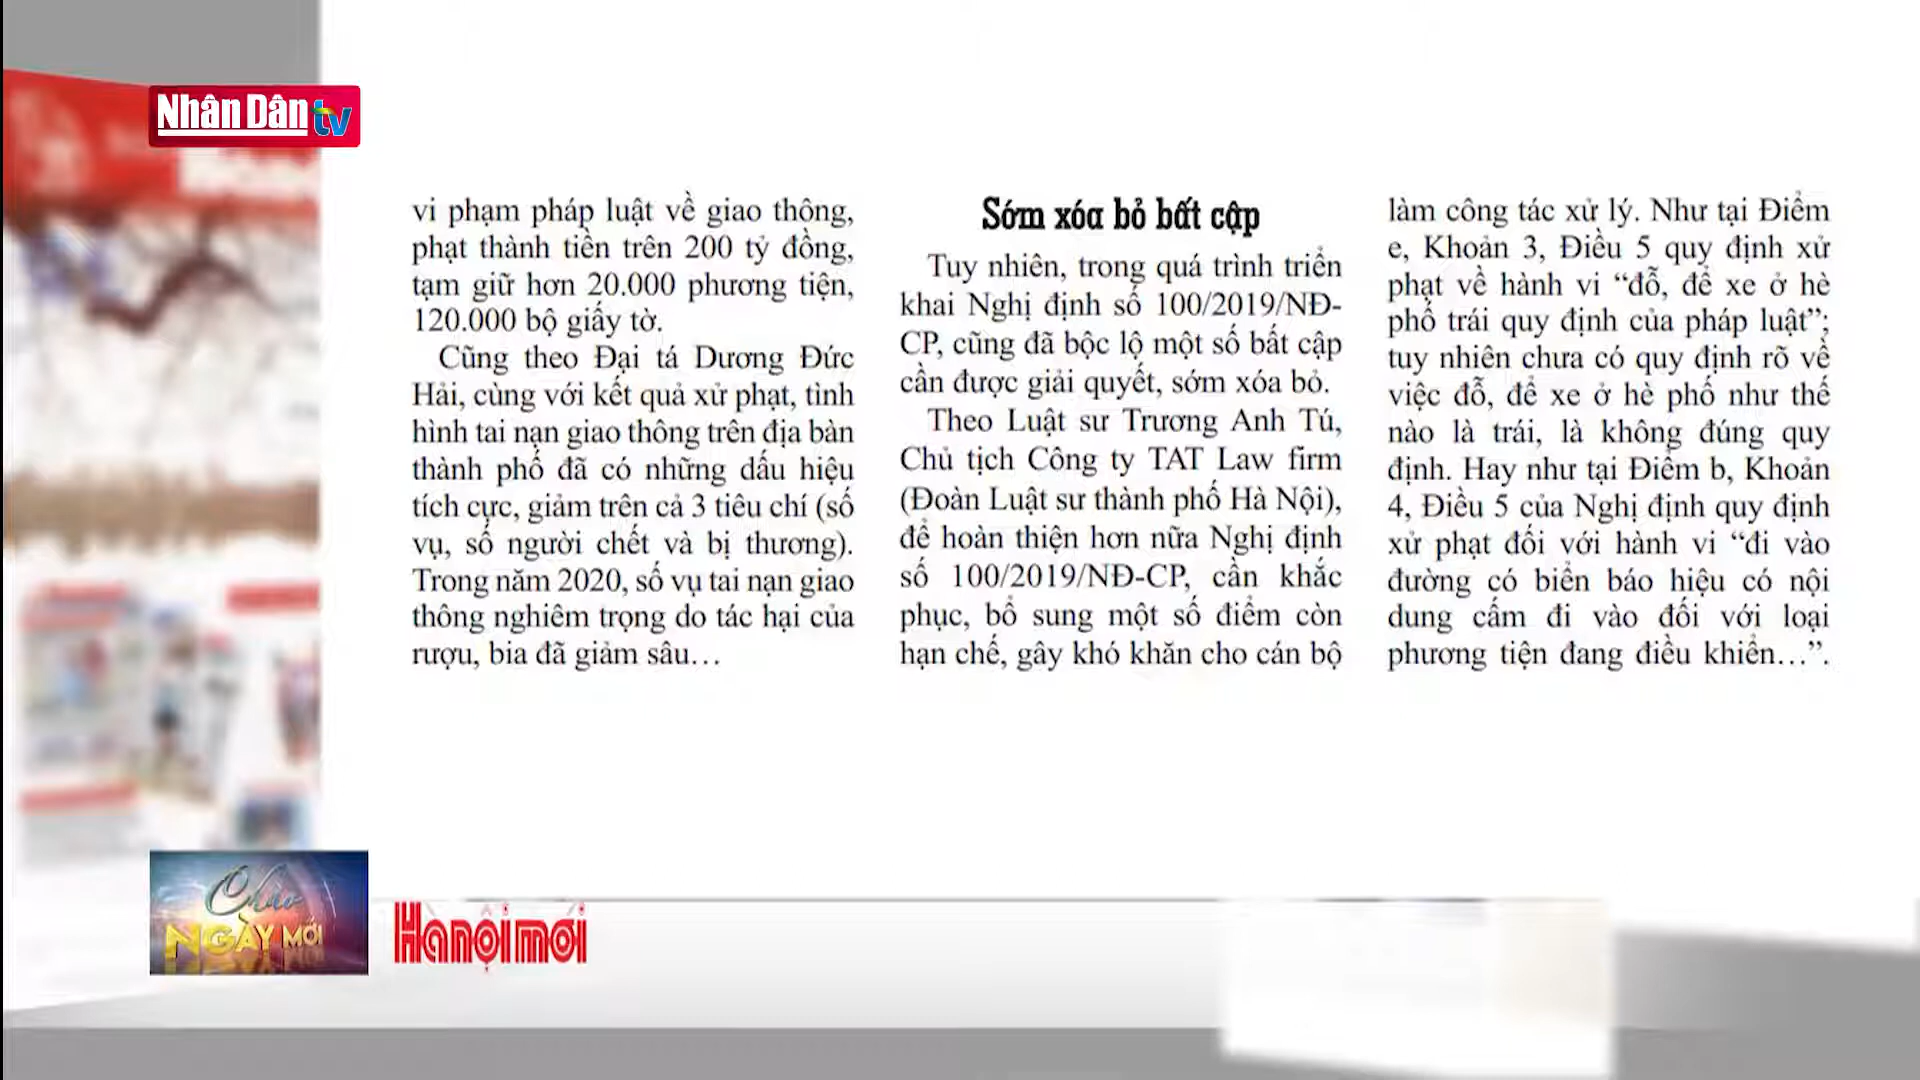 Nhân Dân tv
vi phạm pháp luật về giao thông,
phạt thành tiền trên 200 tỷ đồng,
tạm giữ hơn 20.000 phương tiện,
120.000 bộ giấy tờ.
Cũng theo Đại tá Dương Đức
Hải, cùng với kết quả xử phạt, tình
hình tai nạn giao thông trên địa bàn
thành phố đã có những dấu hiệu
tích cực, giảm trên cả 3 tiêu chí (số
vụ, số người chết và bị thương).
Trong năm 2020, số vụ tai nạn giao
thông nghiêm trọng do tác hại của
rượu, bia đã giảm sâu…
Sớm xóa bỏ bất cập
Tuy nhiên, trong quá trình triển
khai Nghị định số 100/2019/NĐ-
CP, cũng đã bộc lộ một số bất cập
cần được giải quyết, sớm xóa bỏ.
Theo Luật sư Trương Anh Tú,
Chủ tịch Công ty TAT Law firm
(Đoàn Luật sư thành phố Hà Nội),
để hoàn thiện hơn nữa Nghị định
số 100/2019/NĐ-CP, cần khắc
phục, bổ sung một số điểm còn
hạn chế, gây khó khăn cho cán bộ
làm công tác xử lý. Như tại Điểm
e, Khoản 3, Điều 5 quy định xử
phạt về hành vi “đỗ, để xe ở hè
phố trái quy định của pháp luật”;
tuy nhiên chưa có quy định rõ về
việc đỗ, để xe ở hè phố như thế
nào là trái, là không đúng quy
định. Hay như tại Điểm b, Khoản
4, Điều 5 của Nghị định quy định
xử phạt đối với hành vi “đi vào
đường có biển báo hiệu có nội
dung cấm đi vào đối với loại
phương tiện đang điều khiển…”.
Chào
NGÀY MỚI
Hànộimới